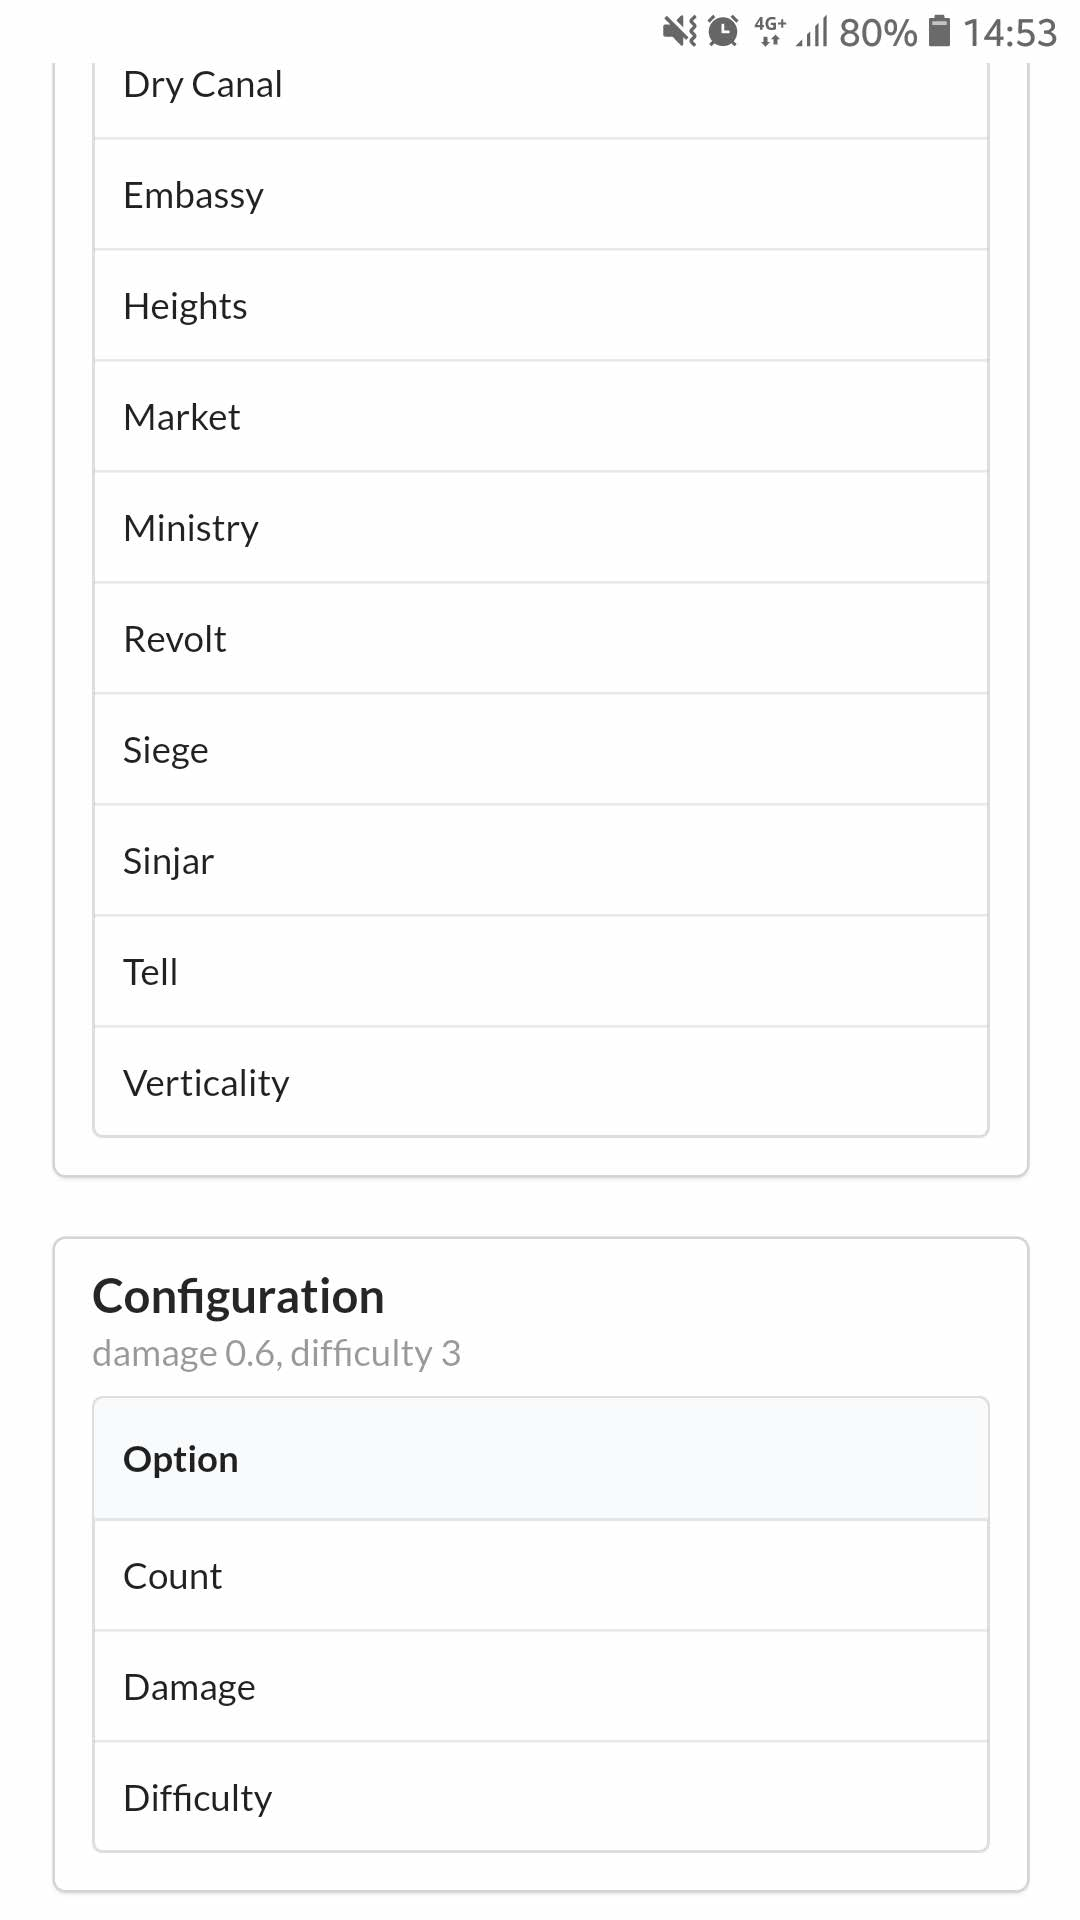 4G+ 80% 14:53
Dry Canal
Embassy
Heights
Market
Ministry
Revolt
Siege
Sinjar
Tell
Verticality
Configuration
damage 0.6, difficulty 3
Option
Count
Damage
Difficulty